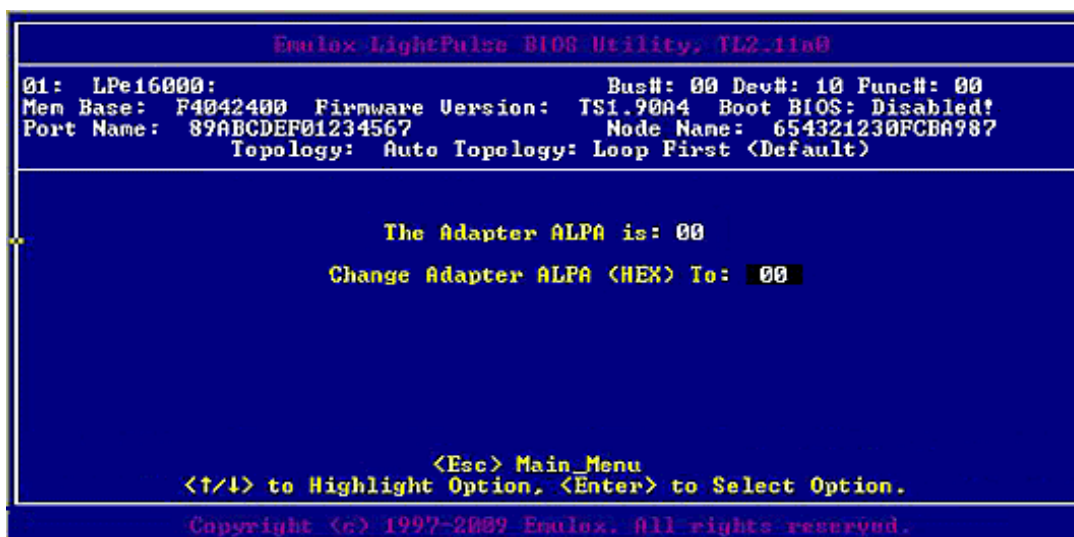 Emulex LightPulse BIOS Utility, TL2.11a0
01: LPe16000: Bus#: 00 Dev#: 10 Func#: 00
Mem Base: F4042400 Firmware Version: TS1.90A4 Boot BIOS: Disabled!
Port Name: 89ABCDEF01234567 Node Name: 654321230FCBA987
Topology: Auto Topology: Loop First (Default)
The Adapter ALPA is: 00
Change Adapter ALPA (HEX) To: 00
<Esc> Main_Menu
<↑/↓> to Highlight Option, <Enter> to Select Option.
Copyright (c) 1997-2009 Emulex. All rights reserved.